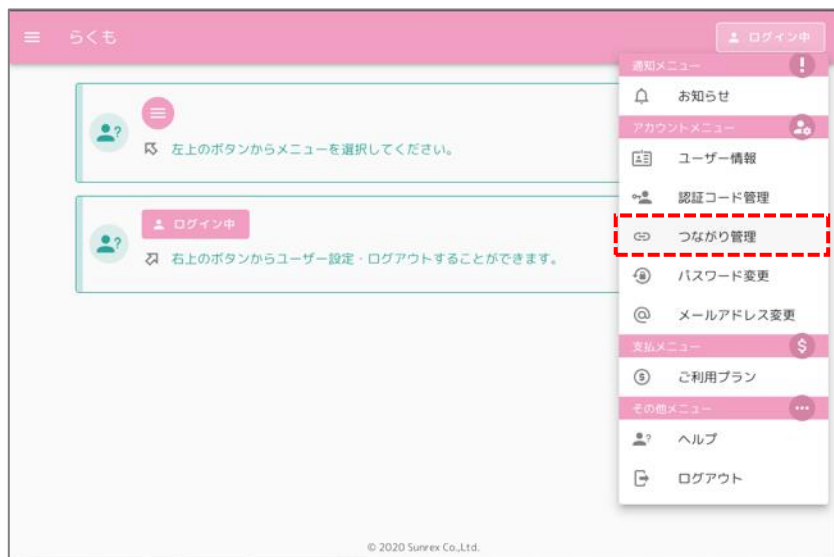 らくも
ログイン中
左上のボタンからメニューを選択してください。
ログイン中
右上のボタンからユーザー設定・ログアウトすることができます。
通知メニュー
お知らせ
アカウントメニュー
ユーザー情報
認証コード管理
つながり管理
パスワード変更
メールアドレス変更
支払メニュー
ご利用プラン
その他メニュー
ヘルプ
ログアウト
© 2020 Sunrex Co.,Ltd.